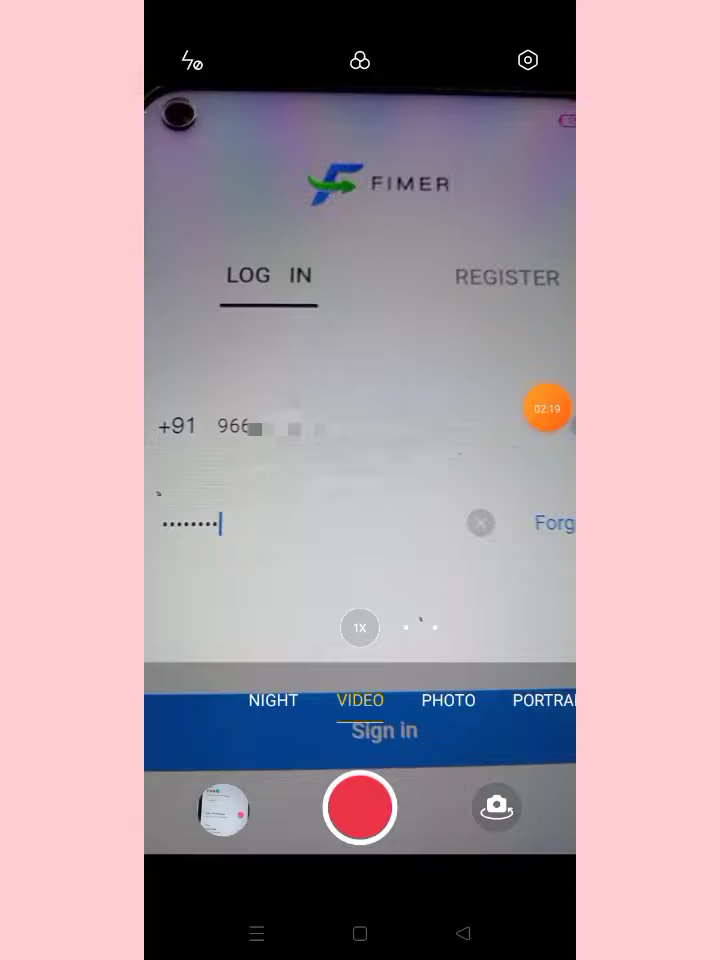 FIMER
LOG IN
REGISTER
02:19
+91 966
Forg
1X
NIGHT VIDEO PHOTO PORTRAI
Sign in